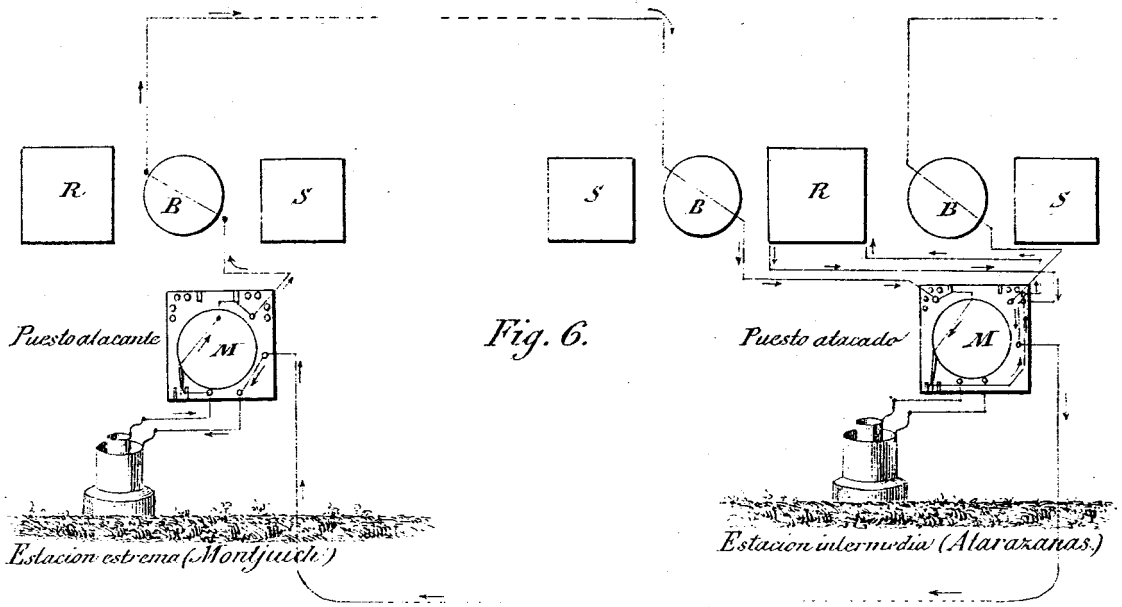 R
B
S
S
B
R
B
S
Puesto atacante
M
Fig. 6.
Puesto atacado
M
Estacion estrema (Montjuich)
Estacion intermedia (Atarazanas.)